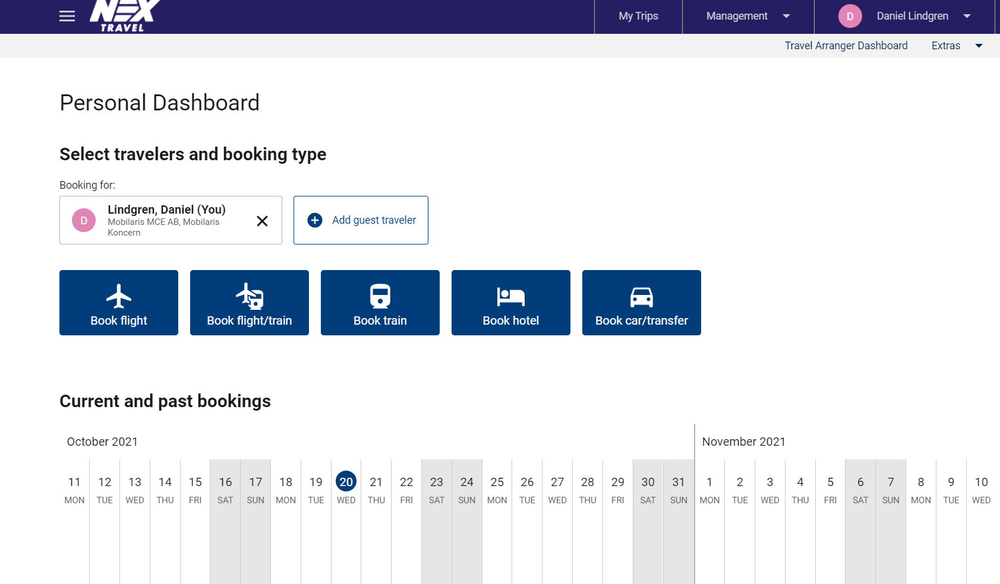 NEX
TRAVEL
My Trips
Management
D
Daniel Lindgren
Travel Arranger Dashboard
Extras
Personal Dashboard
Select travelers and booking type
Booking for:
D
Lindgren, Daniel (You)
Mobilaris MCE AB, Mobilaris
Koncern
Add guest traveler
Book flight
Book flight/train
Book train
Book hotel
Book car/transfer
Current and past bookings
October 2021
November 2021
11 12 13 14 15 16 17 18 19 20 21 22 23 24 25 26 27 28 29 30 31 1 2 3 4 5 6 7 8 9 10
MON TUE WED THU FRI SAT SUN MON TUE WED THU FRI SAT SUN MON TUE WED THU FRI SAT SUN MON TUE WED THU FRI SAT SUN MON TUE WED